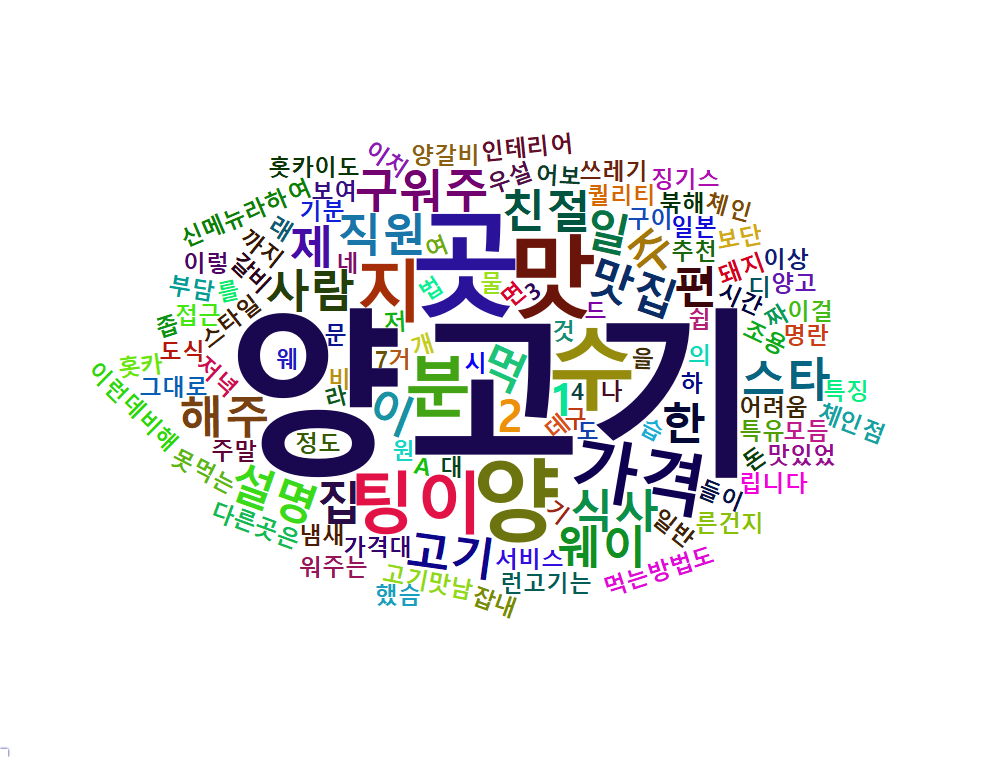 양고기
곳
맛
양
수
지
분
가격
팅이
고기
웨이
식사
구워주
친절
직원
제
사람
해주
설명
집
이
먹
한
스타
편
맛집
일
츠
홋카이도
이치
양갈비
인테리어
우설
어보
쓰레기
징기스
퀄리티
북해
체인
구이
일본
추천
보단
돼지
이상
디
양고
시간
짜
이걸
조용
명란
쉽
신메뉴라하여
보여
기분
래
까지
네
이렇
갈비
부담
를
스타일
접근
좁
도식
저녁
홋카
그대로
이런데비해
주말
못먹는
다른곳은
냄새
가격대
워주는
고기맛남
잡내
했슴
런고기는
서비스
먹는방법도
기
일반
른건지
들이
립니다
돈
맛있었
특유
모듬
어려움
체인점
특징
의
하
습
을
것
드
여
물
번
3
저
문
웨
7거
개
시
비
라
정도
원
A
대
2
1
4
나
데
구
도